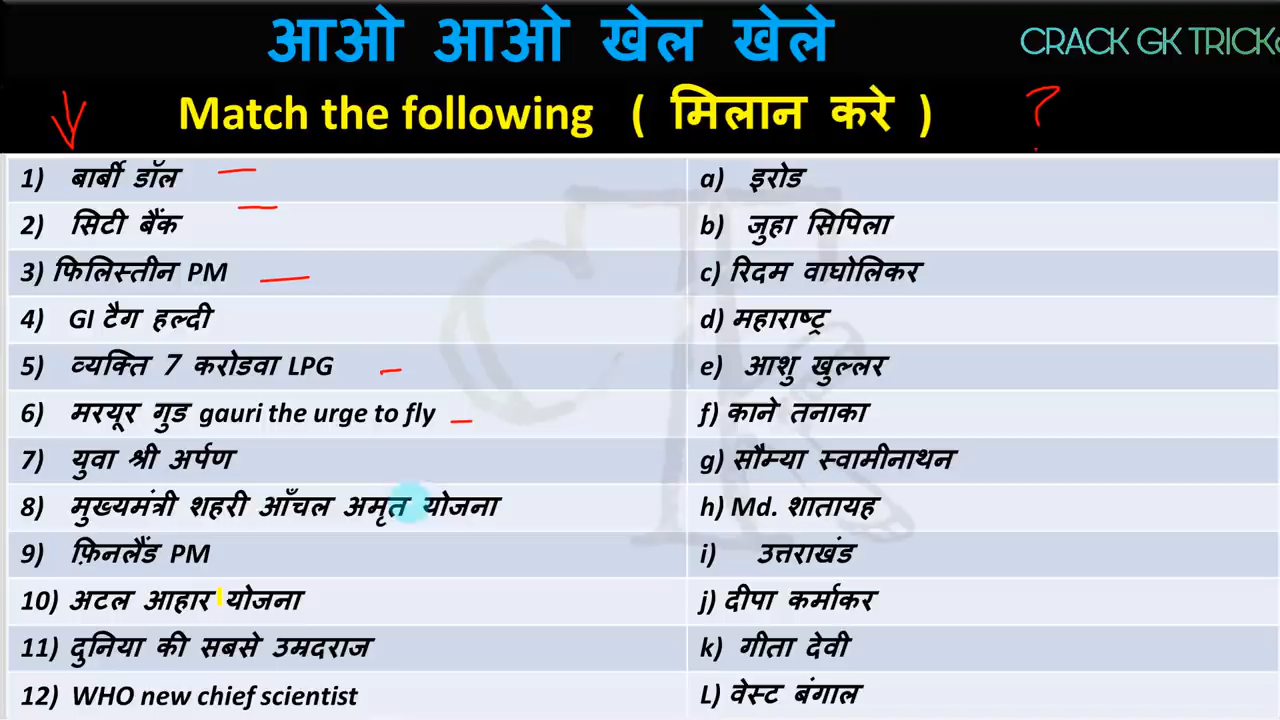 आओ आओ खेल खेले
CRACK GK TRICKS
Match the following ( मिलान करे ) ?
1) बार्बी डॉल
a) इरोड
2) सिटी बैंक
b) जुहा सिपिला
3) फिलिस्तीन PM
c) रिदम वाघोलिकर
4) GI टैग हल्दी
d) महाराष्ट्र
5) व्यक्ति 7 करोडवा LPG
e) आशु खुल्लर
6) मरयूर गुड gauri the urge to fly
f) काने तनाका
7) युवा श्री अर्पण
g) सौम्या स्वामीनाथन
8) मुख्यमंत्री शहरी आँचल अमृत योजना
h) Md. शातायह
9) फ़िनलैंड PM
i) उत्तराखंड
10) अटल आहार योजना
j) दीपा कर्माकर
11) दुनिया की सबसे उम्रदराज
k) गीता देवी
12) WHO new chief scientist
L) वेस्ट बंगाल